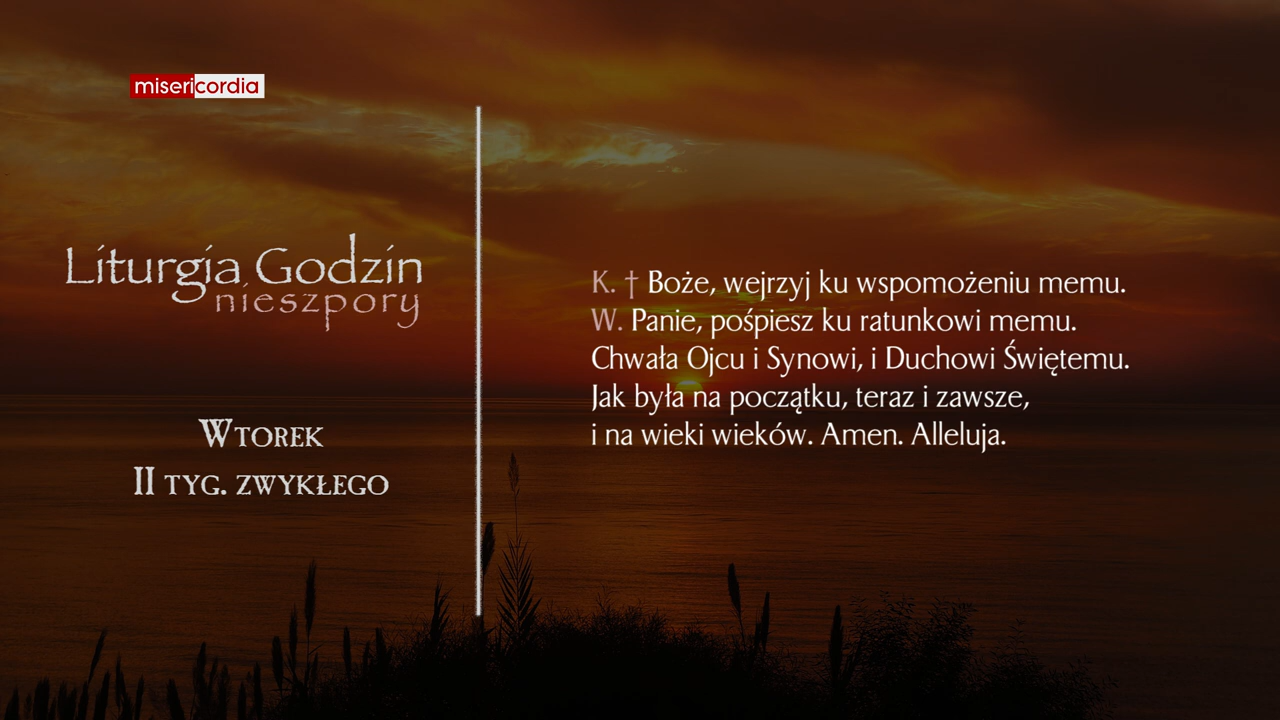 misericordia
Liturgia Godzin
nieszpory
Wtorek
II tyg. zwykłego
K. † Boże, wejrzyj ku wspomożeniu memu.
W. Panie, pośpiesz ku ratunkowi memu.
Chwała Ojcu i Synowi, i Duchowi Świętemu.
Jak była na początku, teraz i zawsze,
i na wieki wieków. Amen. Alleluja.